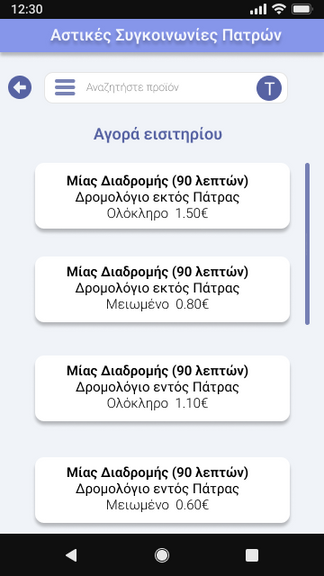 12:30
Αστικές Συγκοινωνίες Πατρών
Αναζητήστε προϊόν
T
Αγορά εισιτηρίου
Μίας Διαδρομής (90 λεπτών)
Δρομολόγιο εκτός Πάτρας
Ολόκληρο 1.50€
Μίας Διαδρομής (90 λεπτών)
Δρομολόγιο εκτός Πάτρας
Μειωμένο 0.80€
Μίας Διαδρομής (90 λεπτών)
Δρομολόγιο εντός Πάτρας
Ολόκληρο 1.10€
Μίας Διαδρομής (90 λεπτών)
Δρομολόγιο εντός Πάτρας
Μειωμένο 0.60€